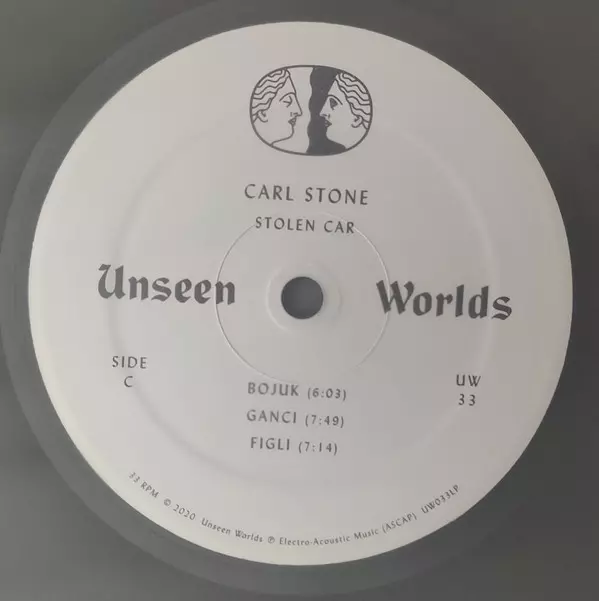 CARL STONE
STOLEN CAR
Unseen Worlds
SIDE C
UW 33
BOJUK (6:03)
GANCI (7:49)
FIGLI (7:14)
33 RPM © 2020 Unseen Worlds ℗ Electro-Acoustic Music (ASCAP) UW033LP